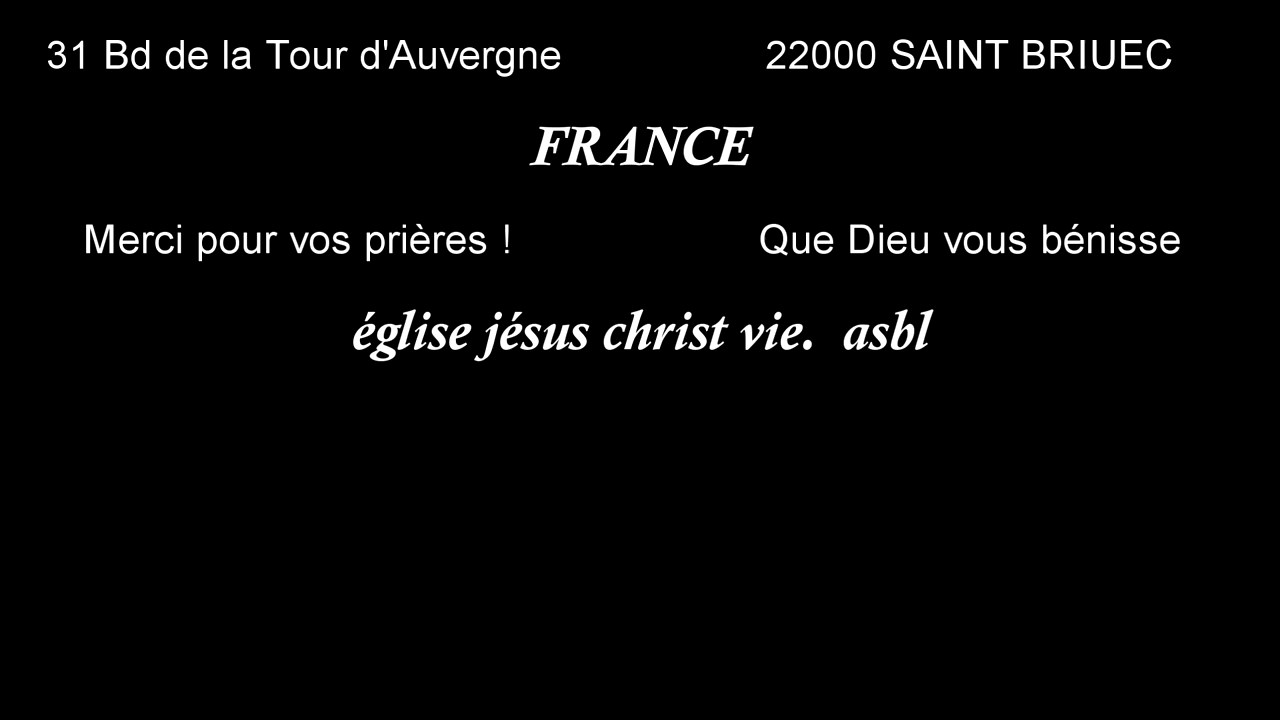 31 Bd de la Tour d'Auvergne 22000 SAINT BRIUEC
FRANCE
Merci pour vos prières ! Que Dieu vous bénisse
église jésus christ vie. asbl